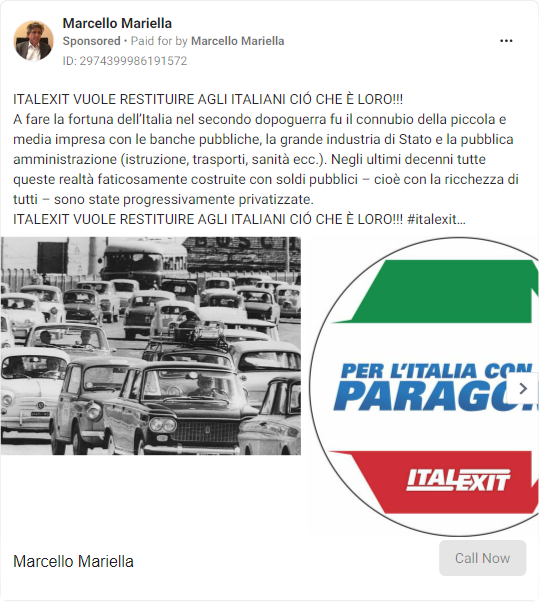 Marcello Mariella
Sponsored • Paid for by Marcello Mariella
ID: 2974399986191572
ITALEXIT VUOLE RESTITUIRE AGLI ITALIANI CIÓ CHE È LORO!!!
A fare la fortuna dell'Italia nel secondo dopoguerra fu il connubio della piccola e
media impresa con le banche pubbliche, la grande industria di Stato e la pubblica
amministrazione (istruzione, trasporti, sanità ecc.). Negli ultimi decenni tutte
queste realtà faticosamente costruite con soldi pubblici – cioè con la ricchezza di
tutti – sono state progressivamente privatizzate.
ITALEXIT VUOLE RESTITUIRE AGLI ITALIANI CIÓ CHE È LORO!!! #italexit...
PER L'ITALIA CON
PARAGO
ITALEXIT
Marcello Mariella
Call Now